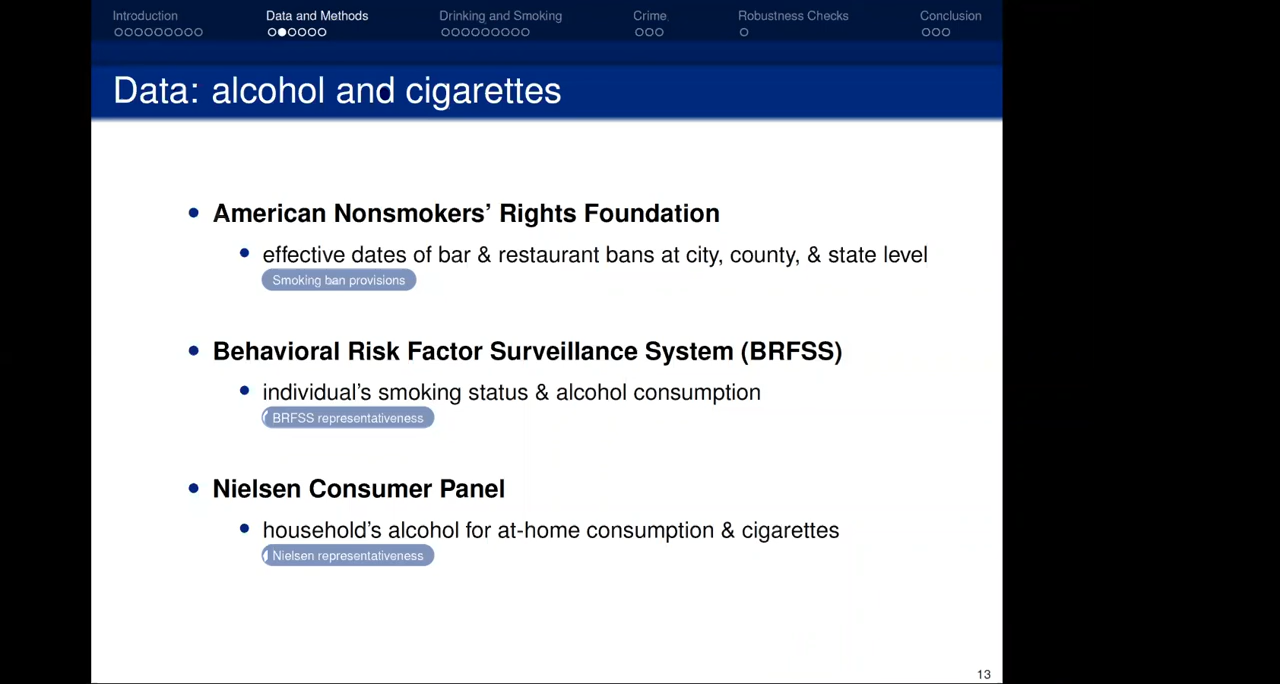 Introduction Data and Methods Drinking and Smoking Crime Robustness Checks Conclusion
Data: alcohol and cigarettes
• American Nonsmokers’ Rights Foundation
• effective dates of bar & restaurant bans at city, county, & state level
Smoking ban provisions
• Behavioral Risk Factor Surveillance System (BRFSS)
• individual’s smoking status & alcohol consumption
BRFSS representativeness
• Nielsen Consumer Panel
• household’s alcohol for at-home consumption & cigarettes
Nielsen representativeness
13